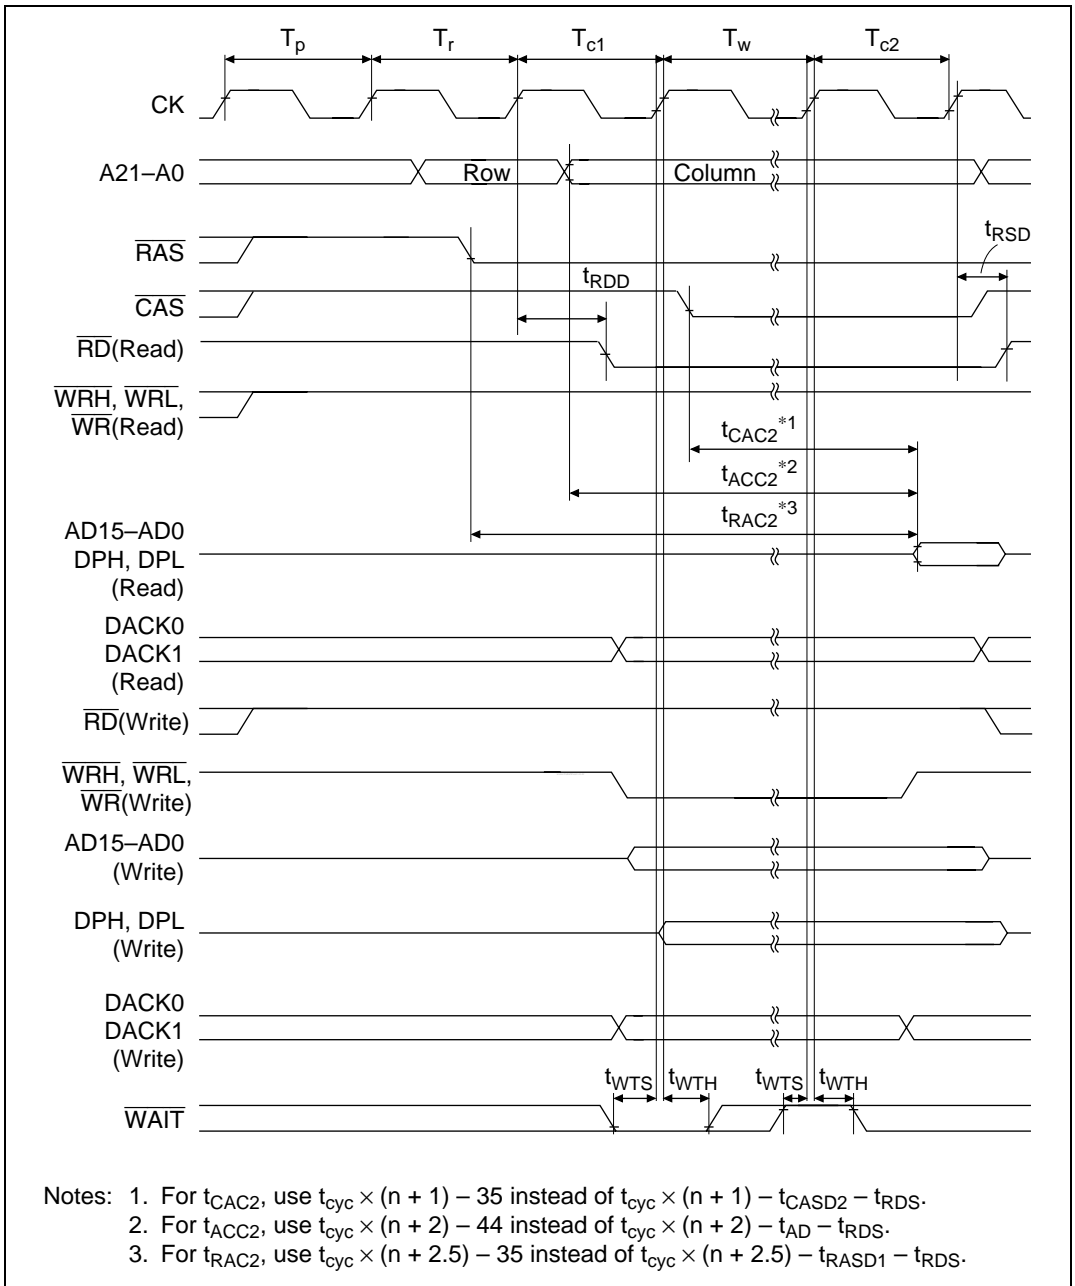 Tp Tr Tc1 Tw Tc2
CK
A21–A0 Row Column
RAS
tRSD
tRDD
CAS
RD(Read)
WRH, WRL,
WR(Read)
tCAC2*1
tACC2*2
tRAC2*3
AD15–AD0
DPH, DPL
(Read)
DACK0
DACK1
(Read)
RD(Write)
WRH, WRL,
WR(Write)
AD15–AD0
(Write)
DPH, DPL
(Write)
DACK0
DACK1
(Write)
tWTS tWTH tWTS tWTH
WAIT
Notes: 1. For tCAC2, use tcyc × (n + 1) – 35 instead of tcyc × (n + 1) – tCASD2 – tRDS.
2. For tACC2, use tcyc × (n + 2) – 44 instead of tcyc × (n + 2) – tAD – tRDS.
3. For tRAC2, use tcyc × (n + 2.5) – 35 instead of tcyc × (n + 2.5) – tRASD1 – tRDS.